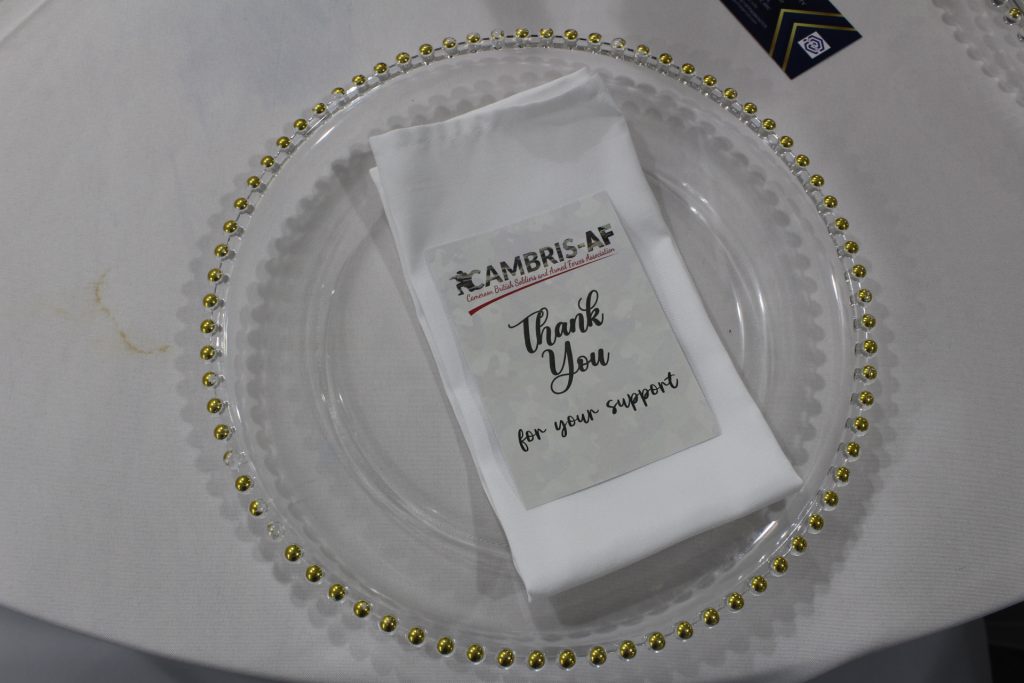 CAMBRIS-AF
Cameroon British Soldiers and Armed Forces Association
Thank
You
for your support